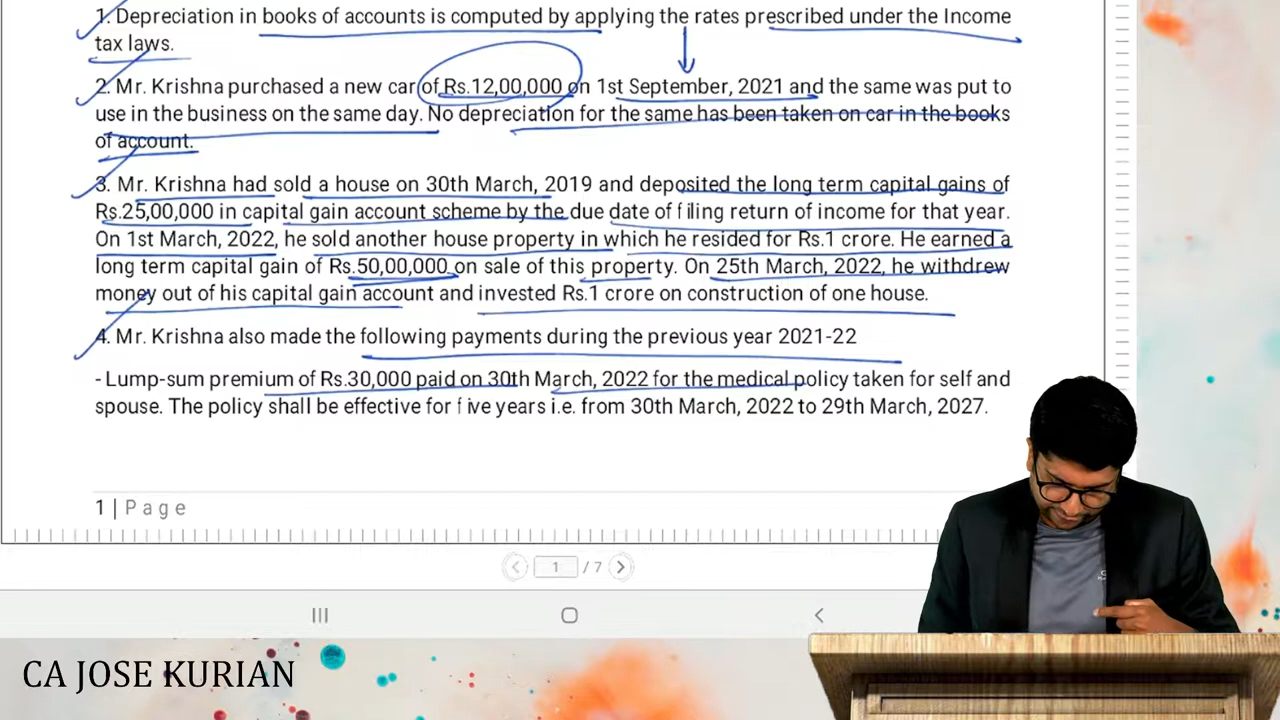 1. Depreciation in books of accounts is computed by applying the rates prescribed under the Income
tax laws.
2. Mr. Krishna purchased a new car of Rs.12,00,000 on 1st September, 2021 and the same was put to
use in the business on the same day. No depreciation for the same has been taken on car in the books
of account.
3. Mr. Krishna had sold a house on 30th March, 2019 and deposited the long term capital gains of
Rs.25,00,000 in capital gain account scheme by the due date of filing return of income for that year.
On 1st March, 2022, he sold another house property in which he resided for Rs.1 crore. He earned a
long term capital gain of Rs.50,00,000 on sale of this property. On 25th March, 2022, he withdrew
money out of his capital gain account and invested Rs.1 crore on construction of one house.
4. Mr. Krishna also made the following payments during the previous year 2021-22
- Lump-sum premium of Rs.30,000 paid on 30th March, 2022 for the medical policy taken for self and
spouse. The policy shall be effective for five years i.e. from 30th March, 2022 to 29th March, 2027.
1 | Page
1 / 7
CA JOSE KURIAN